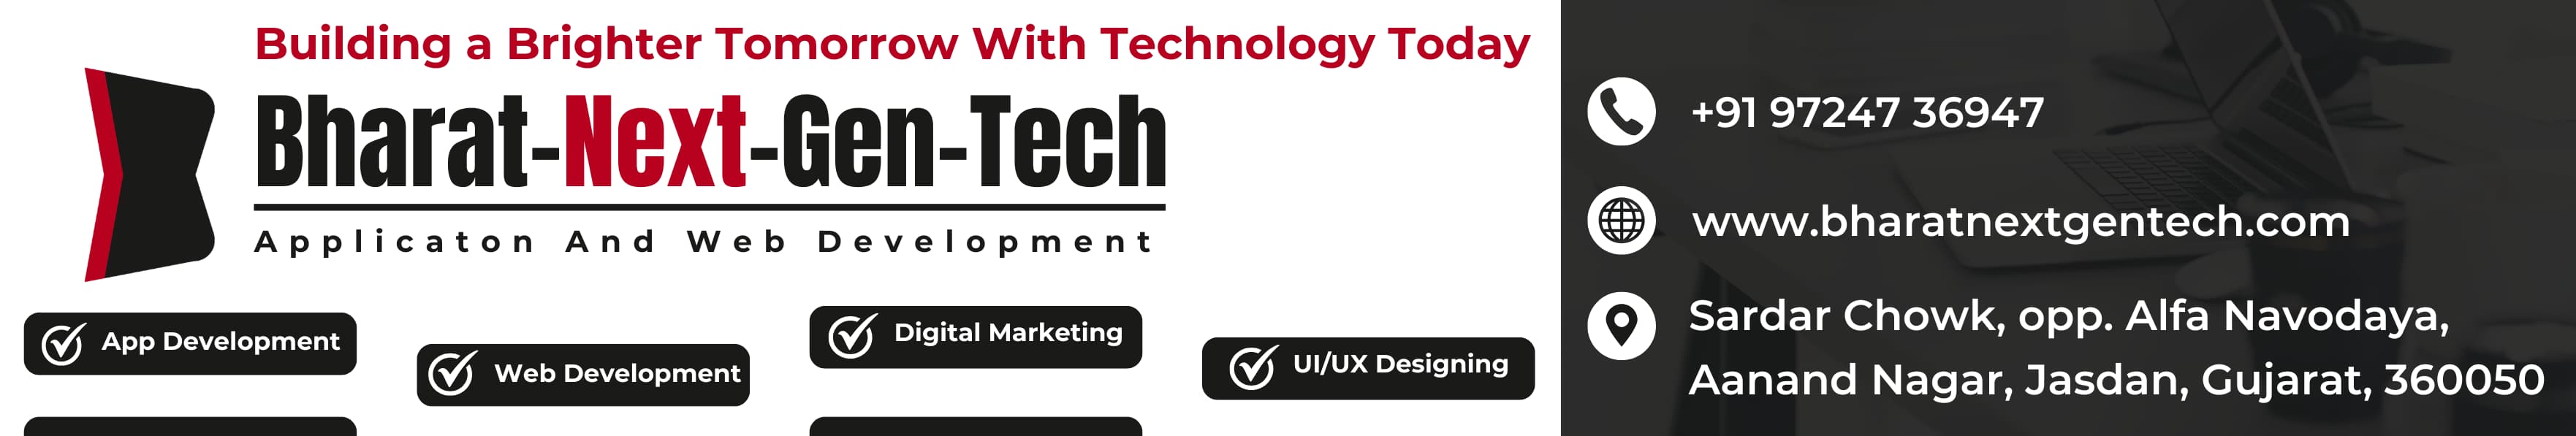 Building a Brighter Tomorrow With Technology Today
Bharat-Next-Gen-Tech
Applicaton And Web Development
App Development
Web Development
Digital Marketing
UI/UX Designing
+91 97247 36947
www.bharatnextgentech.com
Sardar Chowk, opp. Alfa Navodaya,
Aanand Nagar, Jasdan, Gujarat, 360050